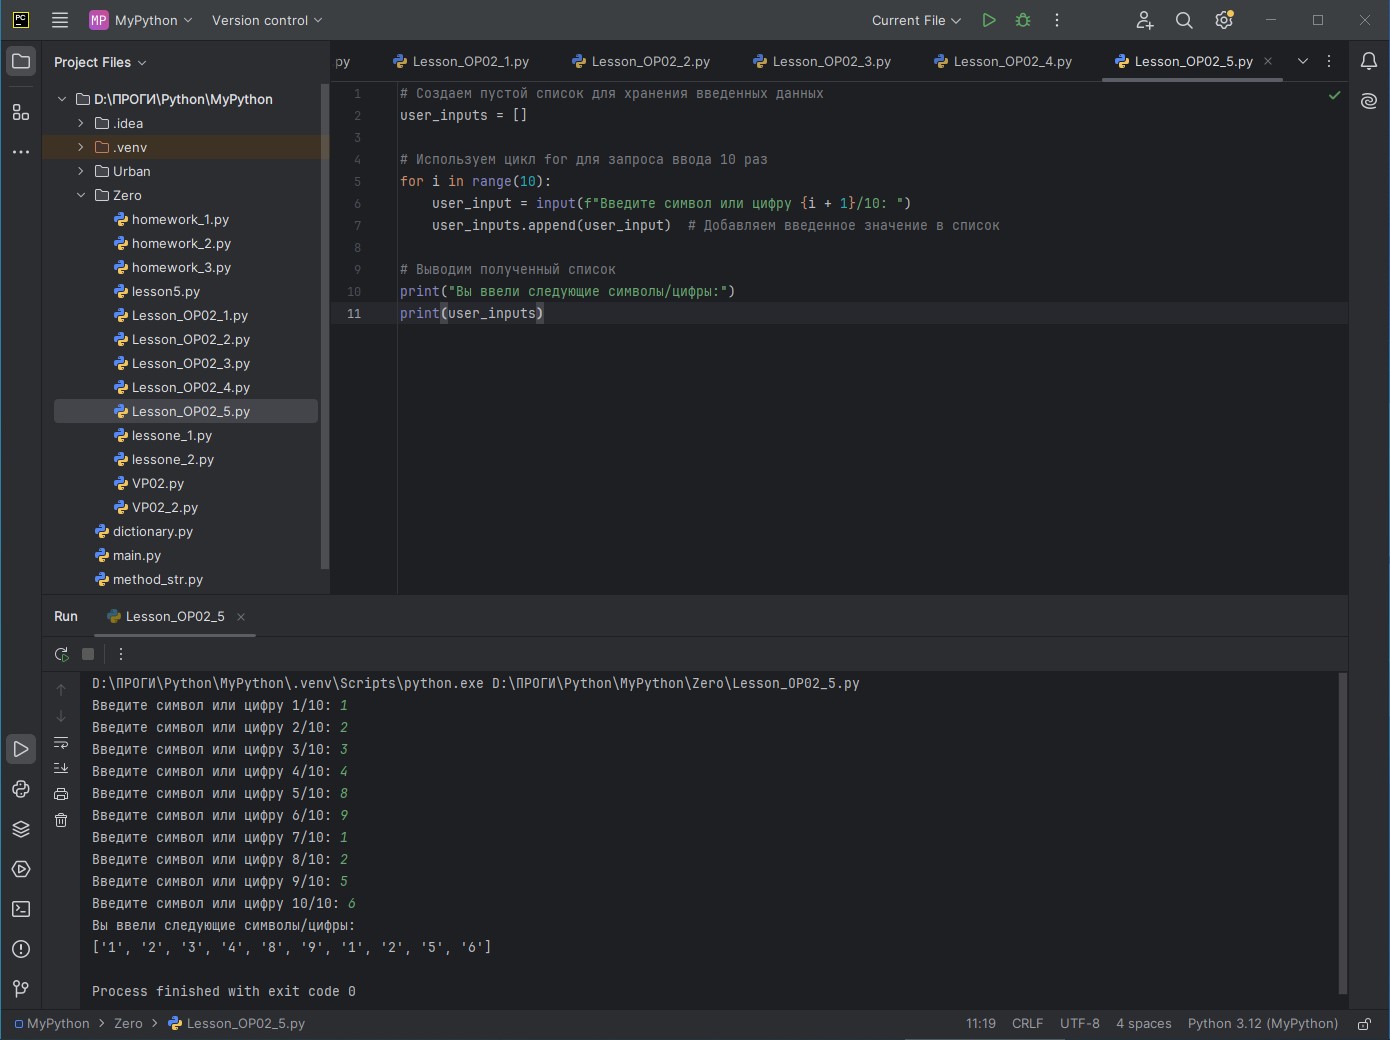 PC
MP MyPython Version control Current File
Project Files
py Lesson_OP02_1.py Lesson_OP02_2.py Lesson_OP02_3.py Lesson_OP02_4.py Lesson_OP02_5.py
D:\ПРОГИ\Python\MyPython
.idea
.venv
Urban
Zero
homework_1.py
homework_2.py
homework_3.py
lesson5.py
Lesson_OP02_1.py
Lesson_OP02_2.py
Lesson_OP02_3.py
Lesson_OP02_4.py
Lesson_OP02_5.py
lessone_1.py
lessone_2.py
VP02.py
VP02_2.py
dictionary.py
main.py
method_str.py
1 # Создаем пустой список для хранения введенных данных
2 user_inputs = []
3
4 # Используем цикл for для запроса ввода 10 раз
5 for i in range(10):
6     user_input = input(f"Введите символ или цифру {i + 1}/10: ")
7     user_inputs.append(user_input)  # Добавляем введенное значение в список
8
9 # Выводим полученный список
10 print("Вы ввели следующие символы/цифры:")
11 print(user_inputs)
Run Lesson_OP02_5
D:\ПРОГИ\Python\MyPython\.venv\Scripts\python.exe D:\ПРОГИ\Python\MyPython\Zero\Lesson_OP02_5.py
Введите символ или цифру 1/10: 1
Введите символ или цифру 2/10: 2
Введите символ или цифру 3/10: 3
Введите символ или цифру 4/10: 4
Введите символ или цифру 5/10: 8
Введите символ или цифру 6/10: 9
Введите символ или цифру 7/10: 1
Введите символ или цифру 8/10: 2
Введите символ или цифру 9/10: 5
Введите символ или цифру 10/10: 6
Вы ввели следующие символы/цифры:
['1', '2', '3', '4', '8', '9', '1', '2', '5', '6']
Process finished with exit code 0
MyPython > Zero > Lesson_OP02_5.py 11:19 CRLF UTF-8 4 spaces Python 3.12 (MyPython)